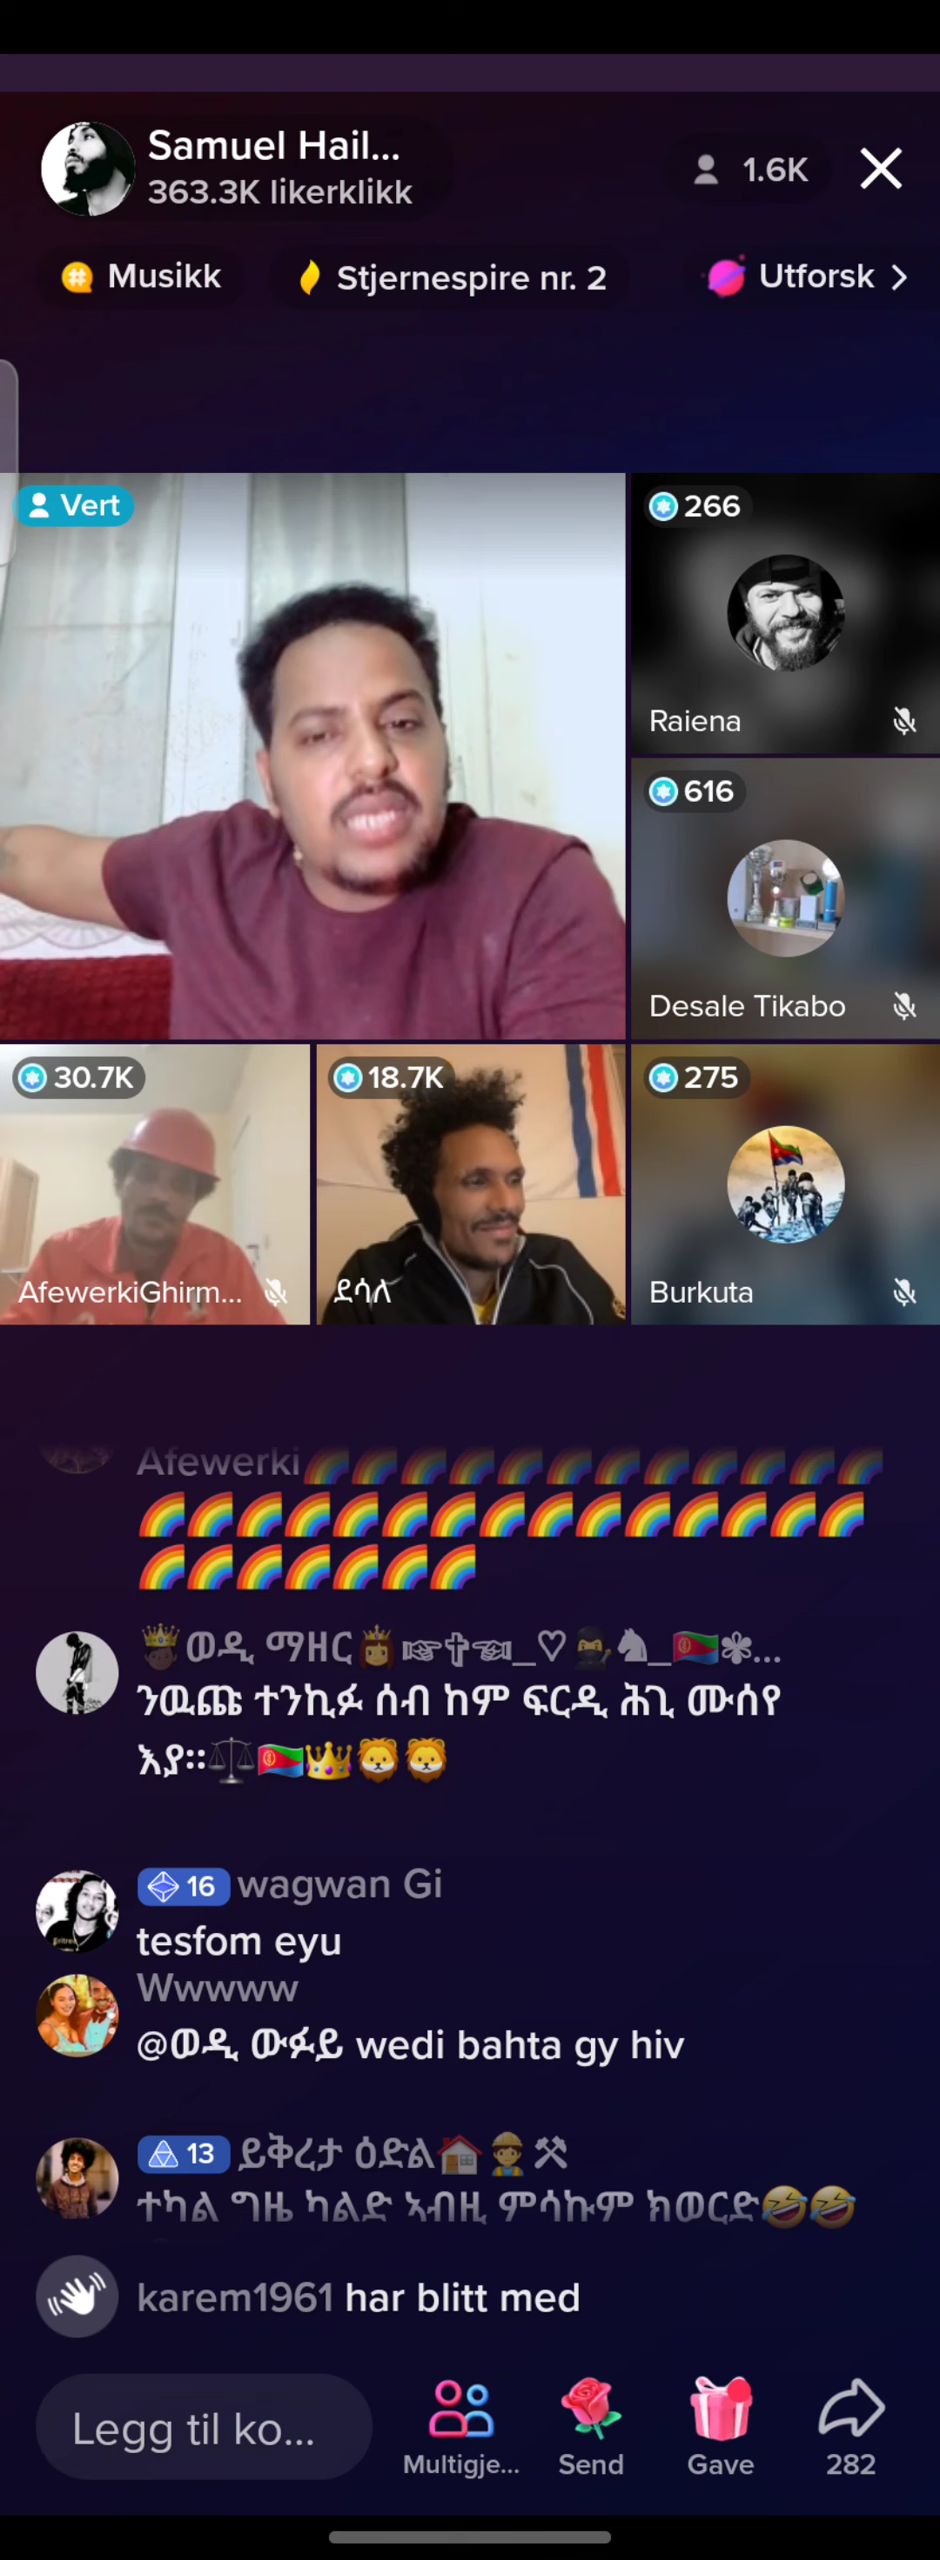 Samuel Hail...
363.3K likerklikk
1.6K
Musikk
Stjernespire nr. 2
Utforsk
Vert
266
Raiena
616
Desale Tikabo
30.7K
AfewerkiGhirm...
18.7K
ደሳለ
275
Burkuta
Afewerki🌈🌈🌈🌈🌈🌈🌈🌈🌈🌈🌈🌈
🌈🌈🌈🌈🌈🌈🌈🌈🌈🌈🌈🌈🌈🌈🌈
🌈🌈🌈🌈🌈🌈🌈
🤴🏾ወዲ ማዘር👸🏽☞✞☜_♡🥷♞_🇪🇷✾...
ንዉጩ ተንኪፉ ሰብ ከም ፍርዲ ሕጊ ሙሰየ
እያ።⚖️🇪🇷👑🦁🦁
16 wagwan Gi
tesfom eyu
Wwwww
@ወዲ ውፉይ wedi bahta gy hiv
13 ይቅረታ ዕድል🏠👷⚒
ተካል ግዜ ካልድ ኣብዚ ምሳኩም ክወርድ🤣🤣
karem1961 har blitt med
Legg til ko...
Multigje...
Send
Gave
282